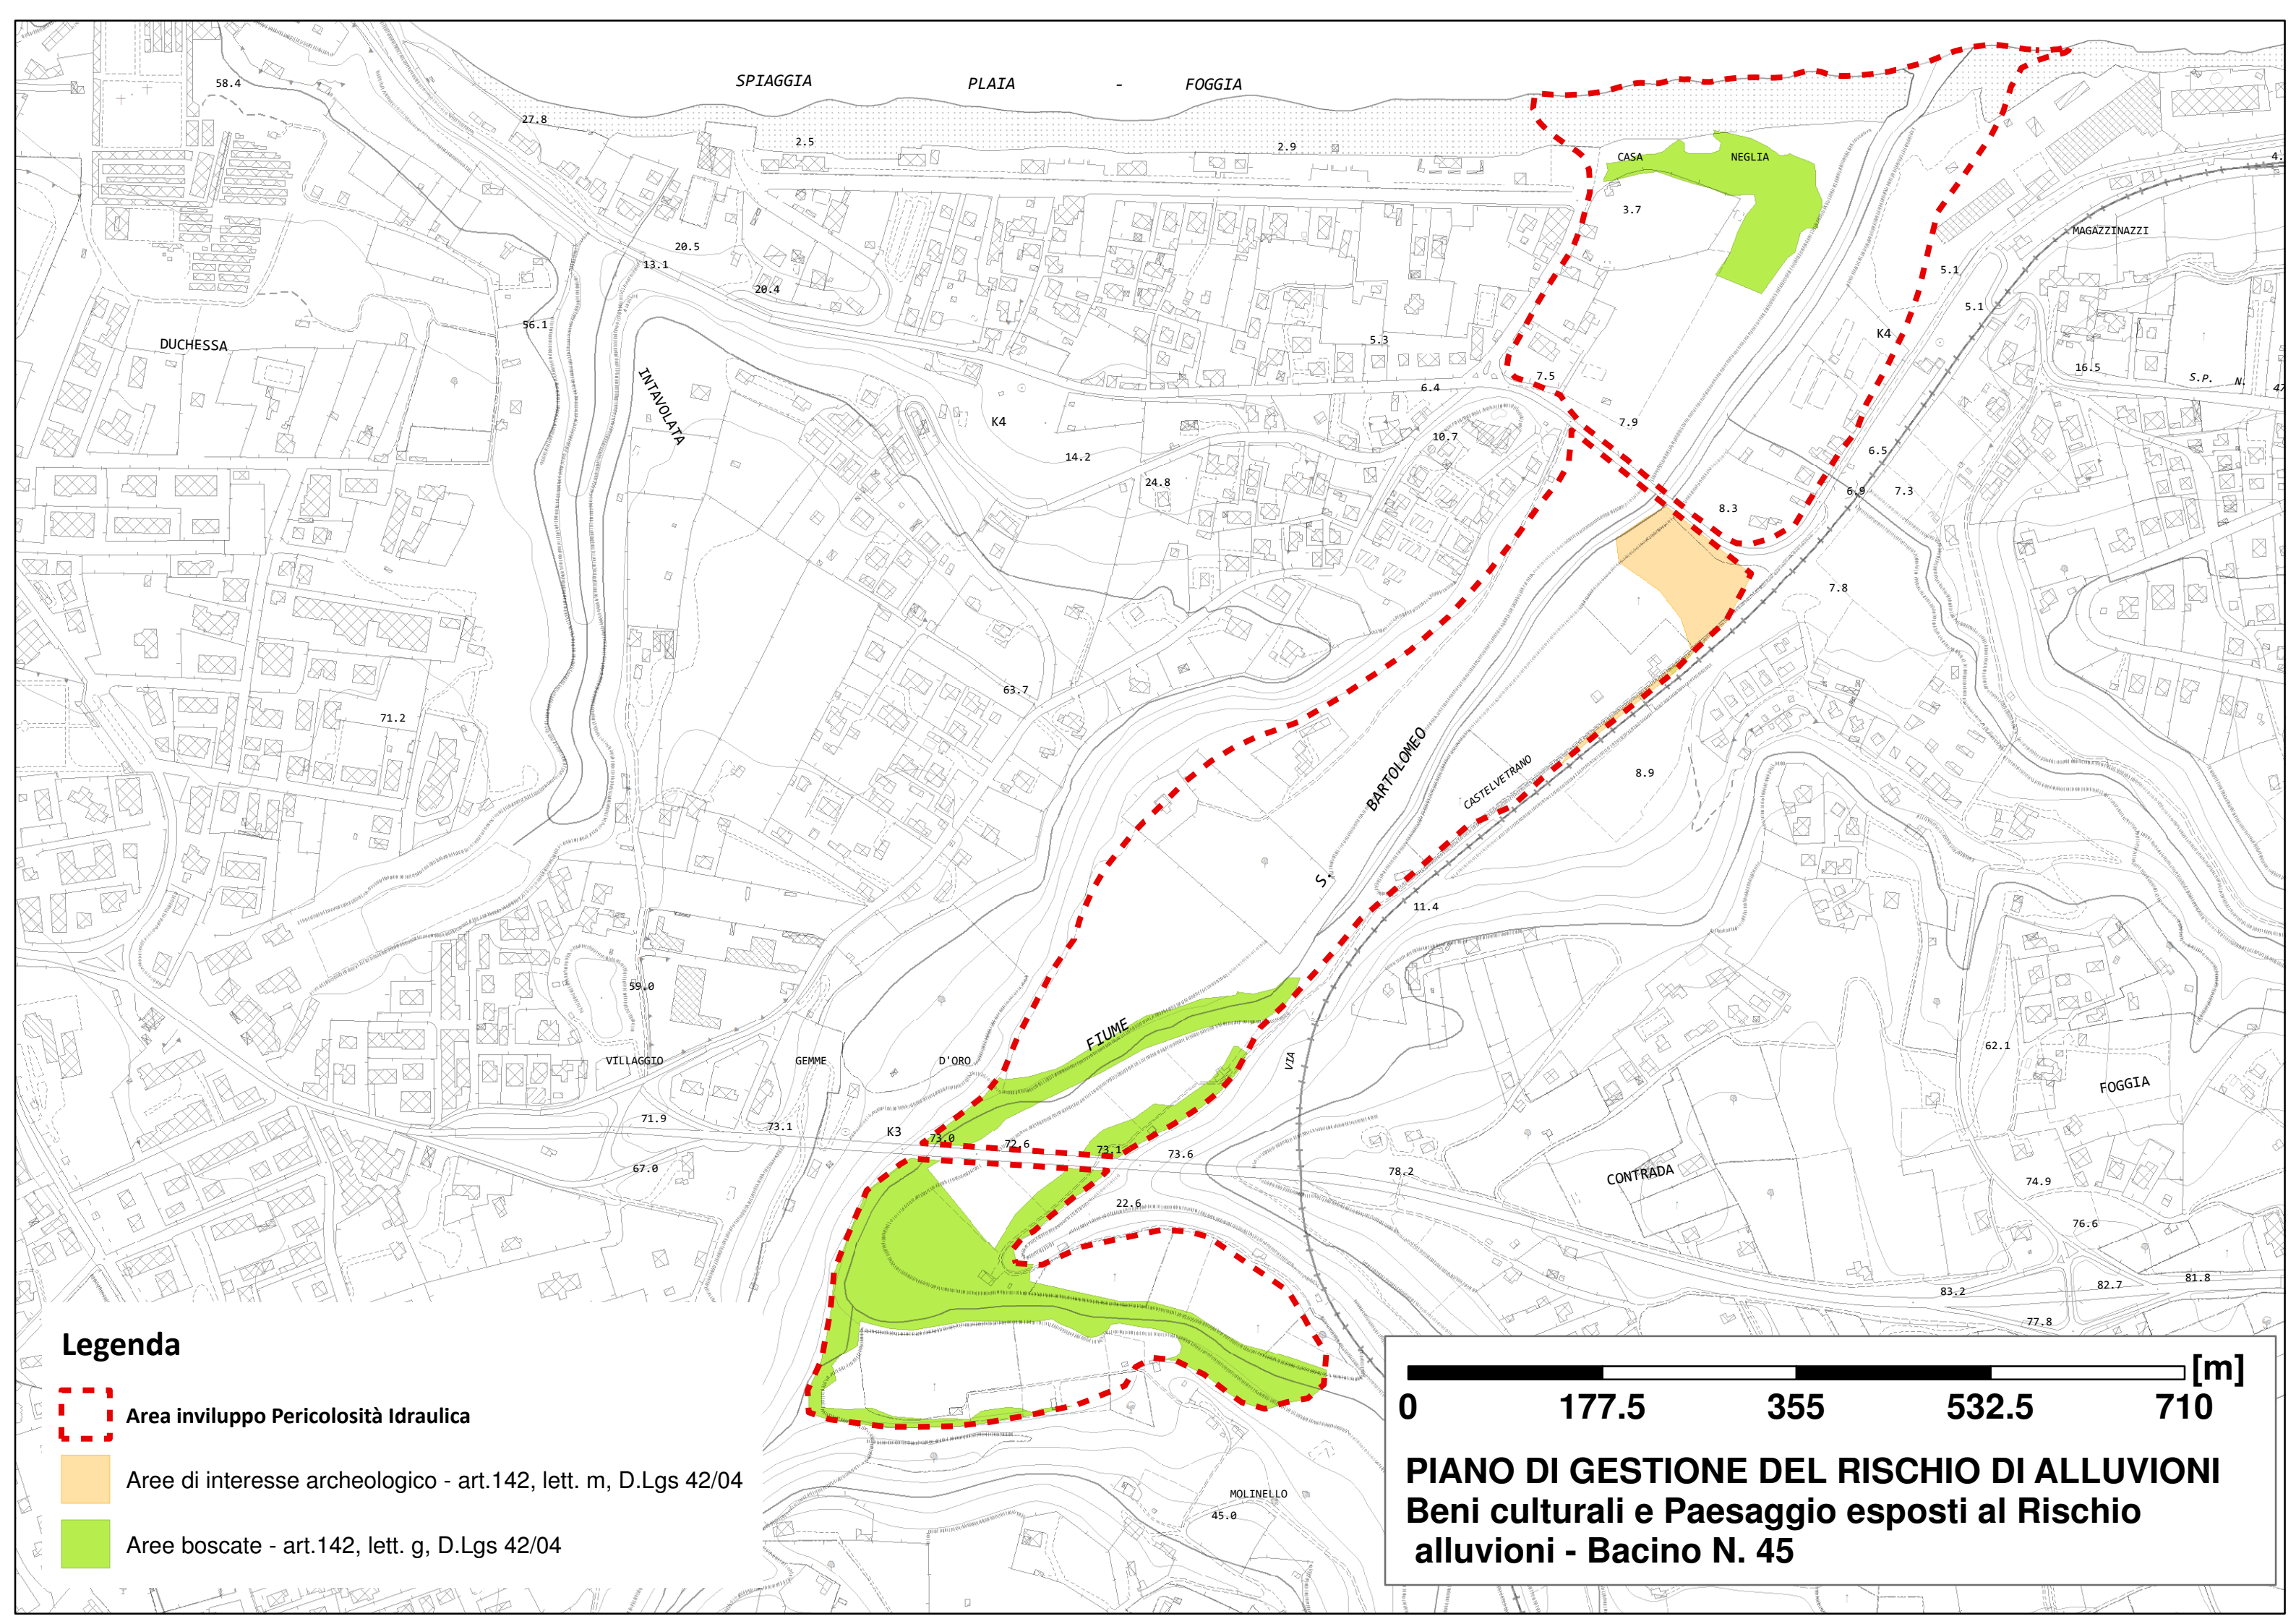 SPIAGGIA PLAIA - FOGGIA
58.4
27.8
2.5
2.9
4.
CASA NEGLIA
3.7
MAGAZZINAZZI
20.5
13.1
20.4
5.1
5.1
56.1
DUCHESSA
5.3
K4
16.5
S.P. N. 47
INTAVOLATA
6.4
7.5
7.9
K4
10.7
14.2
6.5
24.8
6.9
7.3
8.3
7.8
63.7
71.2
8.9
CASTELVETRANO
FIUME S. BARTOLOMEO
11.4
59.0
VIA
62.1
VILLAGGIO GEMME D'ORO
FOGGIA
71.9
73.1
K3
73.0
72.6
73.1
73.6
67.0
78.2
CONTRADA
74.9
22.6
76.6
83.2
82.7
81.8
77.8
MOLINELLO
45.0
Legenda
Area inviluppo Pericolosità Idraulica
Aree di interesse archeologico - art.142, lett. m, D.Lgs 42/04
Aree boscate - art.142, lett. g, D.Lgs 42/04
[m]
0 177.5 355 532.5 710
PIANO DI GESTIONE DEL RISCHIO DI ALLUVIONI
Beni culturali e Paesaggio esposti al Rischio
alluvioni - Bacino N. 45